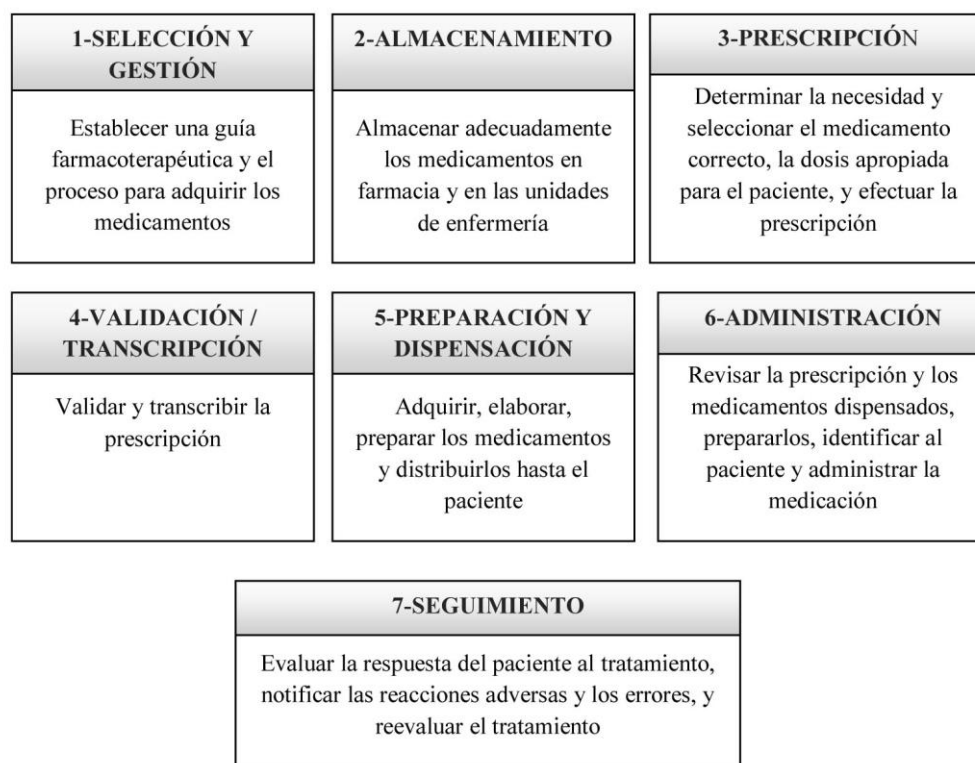 1-SELECCIÓN Y
GESTIÓN
Establecer una guía
farmacoterapéutica y el
proceso para adquirir los
medicamentos
2-ALMACENAMIENTO
Almacenar adecuadamente
los medicamentos en
farmacia y en las unidades
de enfermería
3-PRESCRIPCIÓN
Determinar la necesidad y
seleccionar el medicamento
correcto, la dosis apropiada
para el paciente, y efectuar la
prescripción
4-VALIDACIÓN /
TRANSCRIPCIÓN
Validar y transcribir la
prescripción
5-PREPARACIÓN Y
DISPENSACIÓN
Adquirir, elaborar,
preparar los medicamentos
y distribuirlos hasta el
paciente
6-ADMINISTRACIÓN
Revisar la prescripción y los
medicamentos dispensados,
prepararlos, identificar al
paciente y administrar la
medicación
7-SEGUIMIENTO
Evaluar la respuesta del paciente al tratamiento,
notificar las reacciones adversas y los errores, y
reevaluar el tratamiento